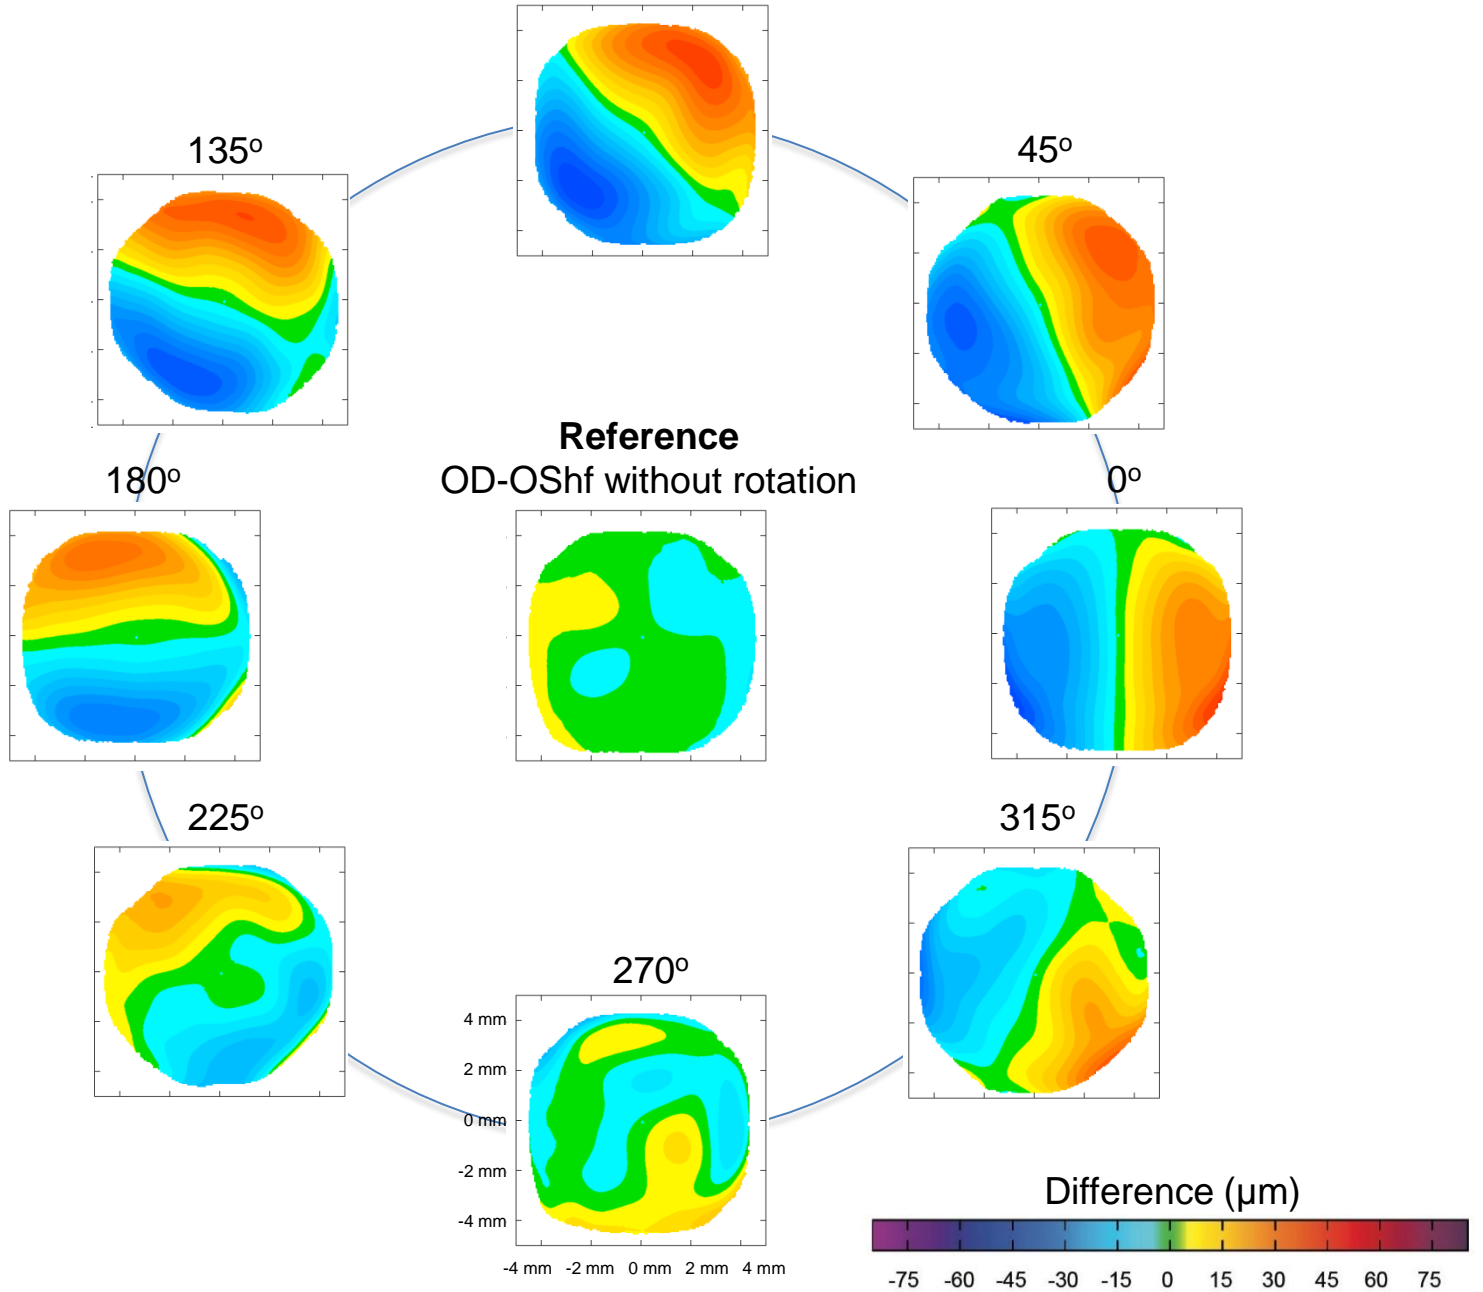 135º
45º
Reference
OD-OShf without rotation
180º
0º
225º
315º
270º
4 mm
2 mm
0 mm
-2 mm
-4 mm
-4 mm -2 mm 0 mm 2 mm 4 mm
Difference (µm)
-75 -60 -45 -30 -15 0 15 30 45 60 75